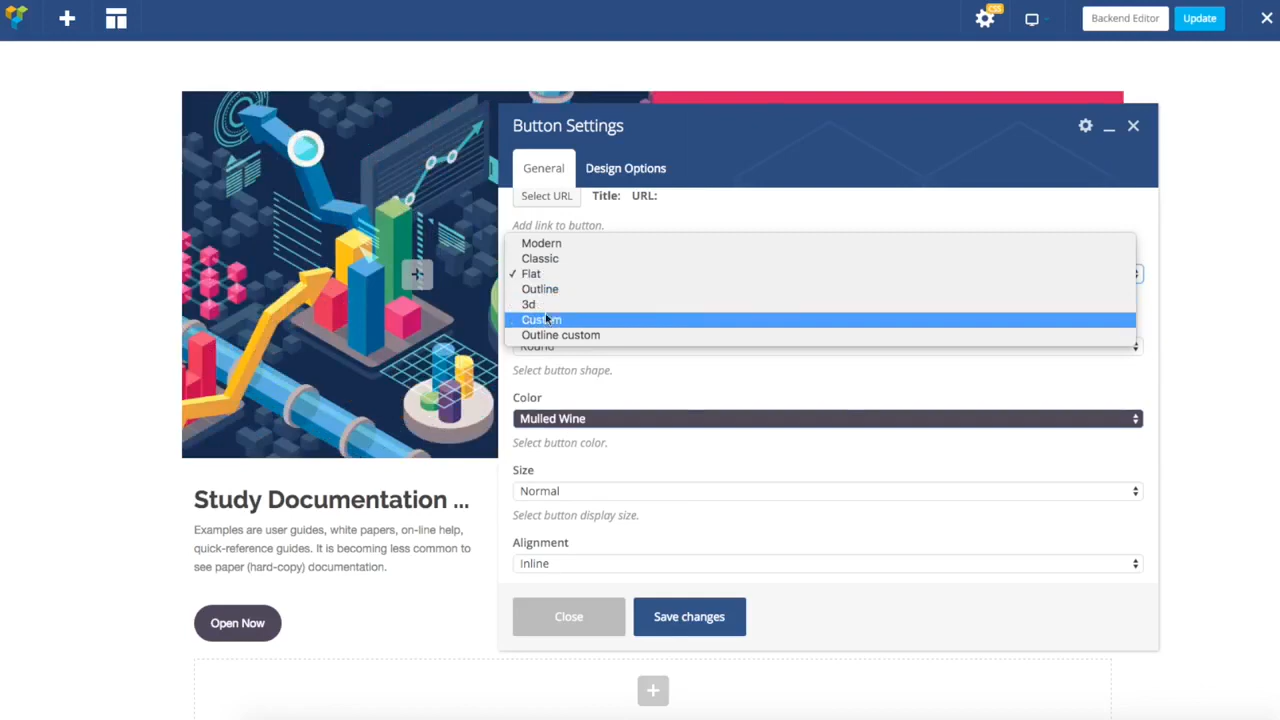 CSS
Backend Editor
Update
Button Settings
General
Design Options
Select URL
Title:
URL:
Add link to button.
Modern
Classic
✓ Flat
Outline
3d
Custom
Outline custom
Round
Select button shape.
Color
Mulled Wine
Select button color.
Size
Normal
Select button display size.
Alignment
Inline
Close
Save changes
Study Documentation ...
Examples are user guides, white papers, on-line help,
quick-reference guides. It is becoming less common to
see paper (hard-copy) documentation.
Open Now